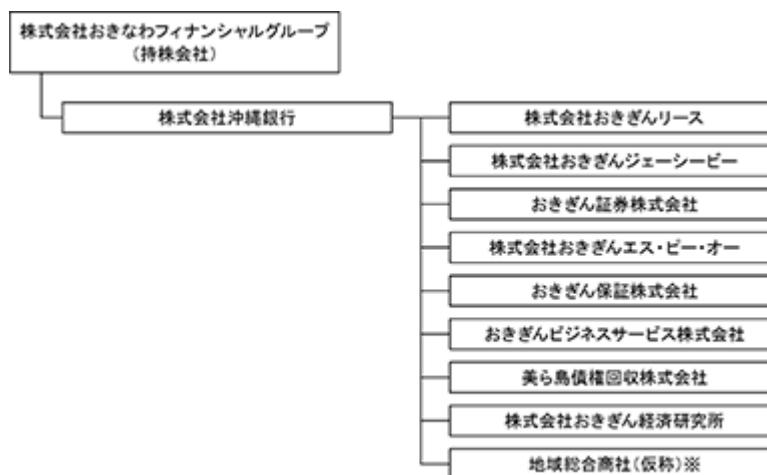 株式会社おきなわフィナンシャルグループ
(持株会社)
株式会社沖縄銀行
株式会社おきぎんリース
株式会社おきぎんジェーシービー
おきぎん証券株式会社
株式会社おきぎんエス・ピー・オー
おきぎん保証株式会社
おきぎんビジネスサービス株式会社
美ら島債権回収株式会社
株式会社おきぎん経済研究所
地域総合商社(仮称)※